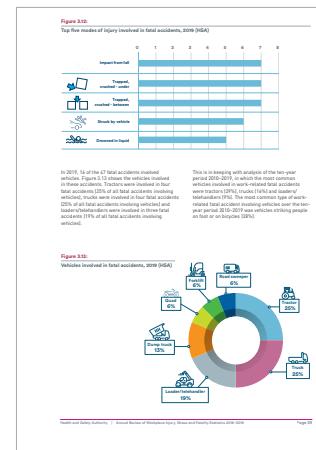 Figure 3.12:
Top five modes of injury involved in fatal accidents, 2019 (HSA)
0 1 2 3 4 5 6 7 8
Impact from fall
Trapped,
crushed - under
Trapped,
crushed - between
Struck by vehicle
Drowned in liquid
In 2019, 16 of the 47 fatal accidents involved
vehicles. Figure 3.13 shows the vehicles involved
in these accidents. Tractors were involved in four
fatal accidents (25% of all fatal accidents involving
vehicles), trucks were involved in four fatal accidents
(25% of all fatal accidents involving vehicles) and
loaders/telehandlers were involved in three fatal
accidents (19% of all fatal accidents involving
vehicles).
This is in keeping with analysis of the ten-year
period 2010–2019, in which the most common
vehicles involved in work-related fatal accidents
were tractors (29%), trucks (16%) and loaders/
telehandlers (9%). The most common type of work-
related fatal accident involving vehicles over the ten-
year period 2010–2019 was vehicles striking people
on foot or on bicycles (28%).
Figure 3.13:
Vehicles involved in fatal accidents, 2019 (HSA)
Forklift
6%
Road sweeper
6%
Quad
6%
Tractor
25%
Dump truck
13%
Truck
25%
Loader/telehandler
19%
Health and Safety Authority | Annual Review of Workplace Injury, Illness and Fatality Statistics 2018–2019
Page 39